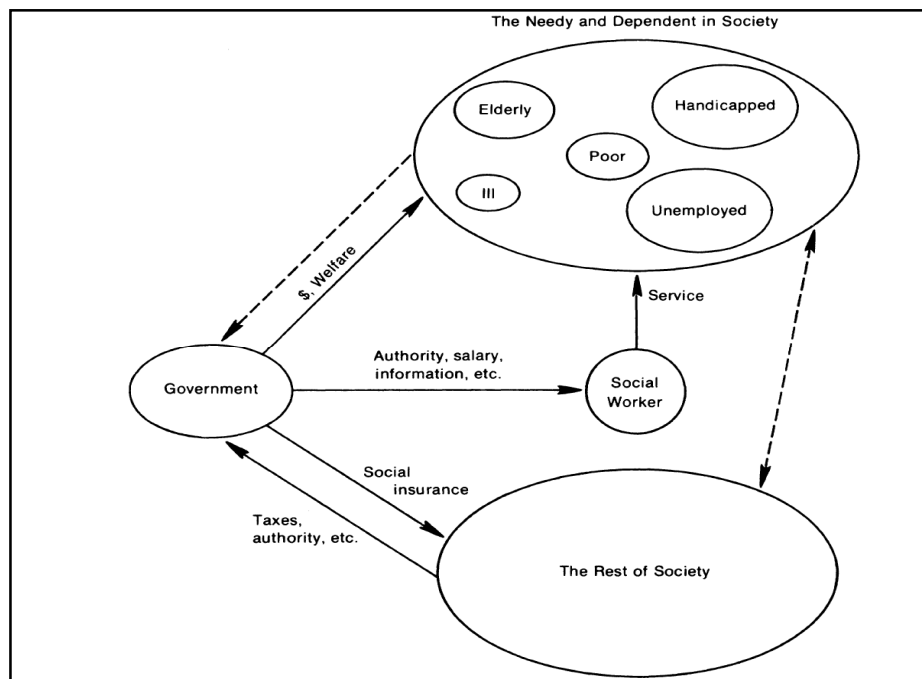 The Needy and Dependent in Society
Elderly
Handicapped
Poor
Ill
Unemployed
$, Welfare
Service
Authority, salary,
information, etc.
Government
Social
Worker
Social
insurance
Taxes,
authority, etc.
The Rest of Society